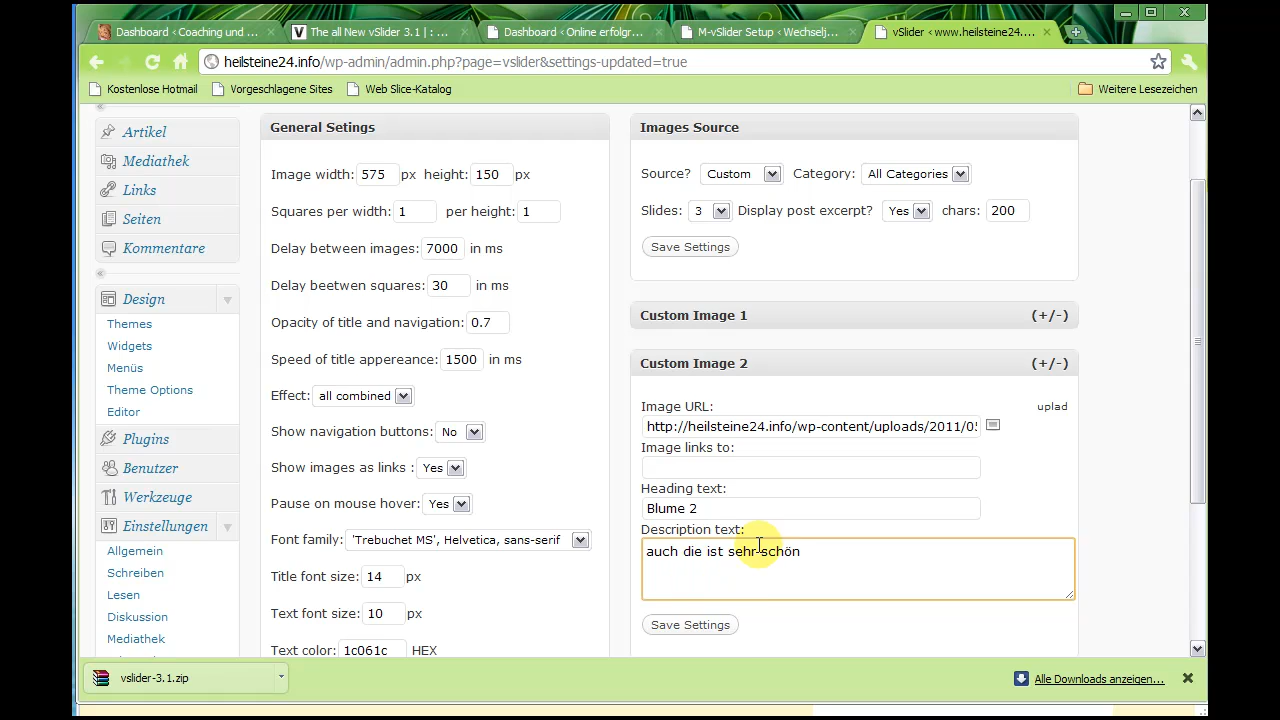 Dashboard ‹ Coaching und ...
The all New vSlider 3.1 | : ...
Dashboard ‹ Online erfolgr...
M-vSlider Setup ‹ Wechselj...
vSlider ‹ www.heilsteine24....
heilsteine24.info/wp-admin/admin.php?page=vslider&settings-updated=true
Kostenlose Hotmail
Vorgeschlagene Sites
Web Slice-Katalog
Weitere Lesezeichen
Artikel
Mediathek
Links
Seiten
Kommentare
Design
Themes
Widgets
Menüs
Theme Options
Editor
Plugins
Benutzer
Werkzeuge
Einstellungen
Allgemein
Schreiben
Lesen
Diskussion
Mediathek
General Setings
Image width: 575 px height: 150 px
Squares per width: 1 per height: 1
Delay between images: 7000 in ms
Delay beetwen squares: 30 in ms
Opacity of title and navigation: 0.7
Speed of title appereance: 1500 in ms
Effect: all combined
Show navigation buttons: No
Show images as links : Yes
Pause on mouse hover: Yes
Font family: 'Trebuchet MS', Helvetica, sans-serif
Title font size: 14 px
Text font size: 10 px
Text color: 1c061c HEX
Images Source
Source? Custom Category: All Categories
Slides: 3 Display post excerpt? Yes chars: 200
Save Settings
Custom Image 1 (+/-)
Custom Image 2 (+/-)
Image URL: uplad
http://heilsteine24.info/wp-content/uploads/2011/05
Image links to:
Heading text:
Blume 2
Description text:
auch die ist sehr schön
Save Settings
vslider-3.1.zip
Alle Downloads anzeigen...